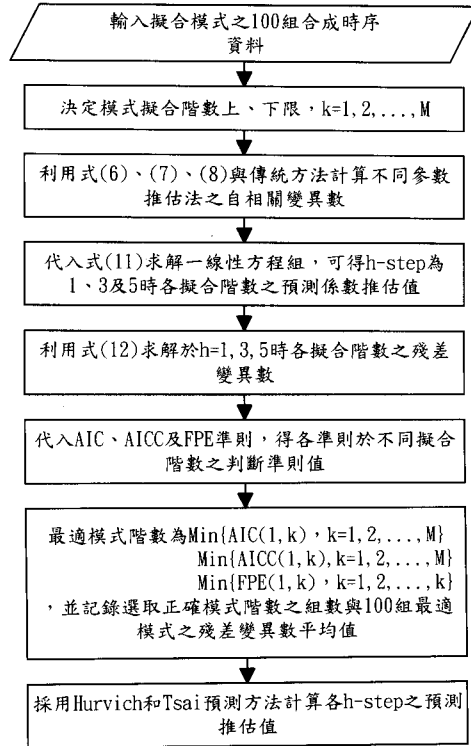 輸入擬合模式之100組合成時序
資料
決定模式擬合階數上、下限，k=1,2,...,M
利用式(6)、(7)、(8)與傳統方法計算不同參數
推估法之自相關變異數
代入式(11)求解一線性方程組，可得h-step為
1、3及5時各擬合階數之預測係數推估值
利用式(12)求解於h=1,3,5時各擬合階數之殘差
變異數
代入AIC、AICC及FPE準則，得各準則於不同擬合
階數之判斷準則值
最適模式階數為Min{AIC(1,k)，k=1,2,...,M}
Min{AICC(1,k),k=1,2,...,M}
Min{FPE(1,k)，k=1,2,...,k}
，並記錄選取正確模式階數之組數與100組最適
模式之殘差變異數平均值
採用Hurvich和Tsai預測方法計算各h-step之預測
推估值